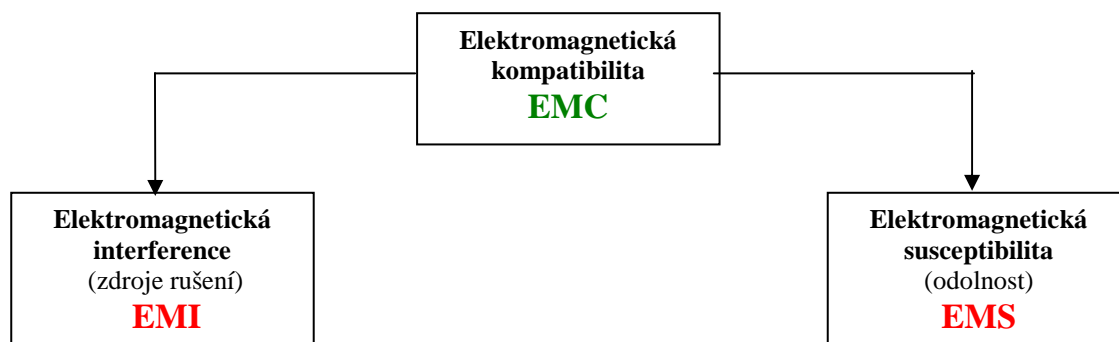 Elektromagnetická
kompatibilita
EMC
Elektromagnetická
interference
(zdroje rušení)
EMI
Elektromagnetická
susceptibilita
(odolnost)
EMS